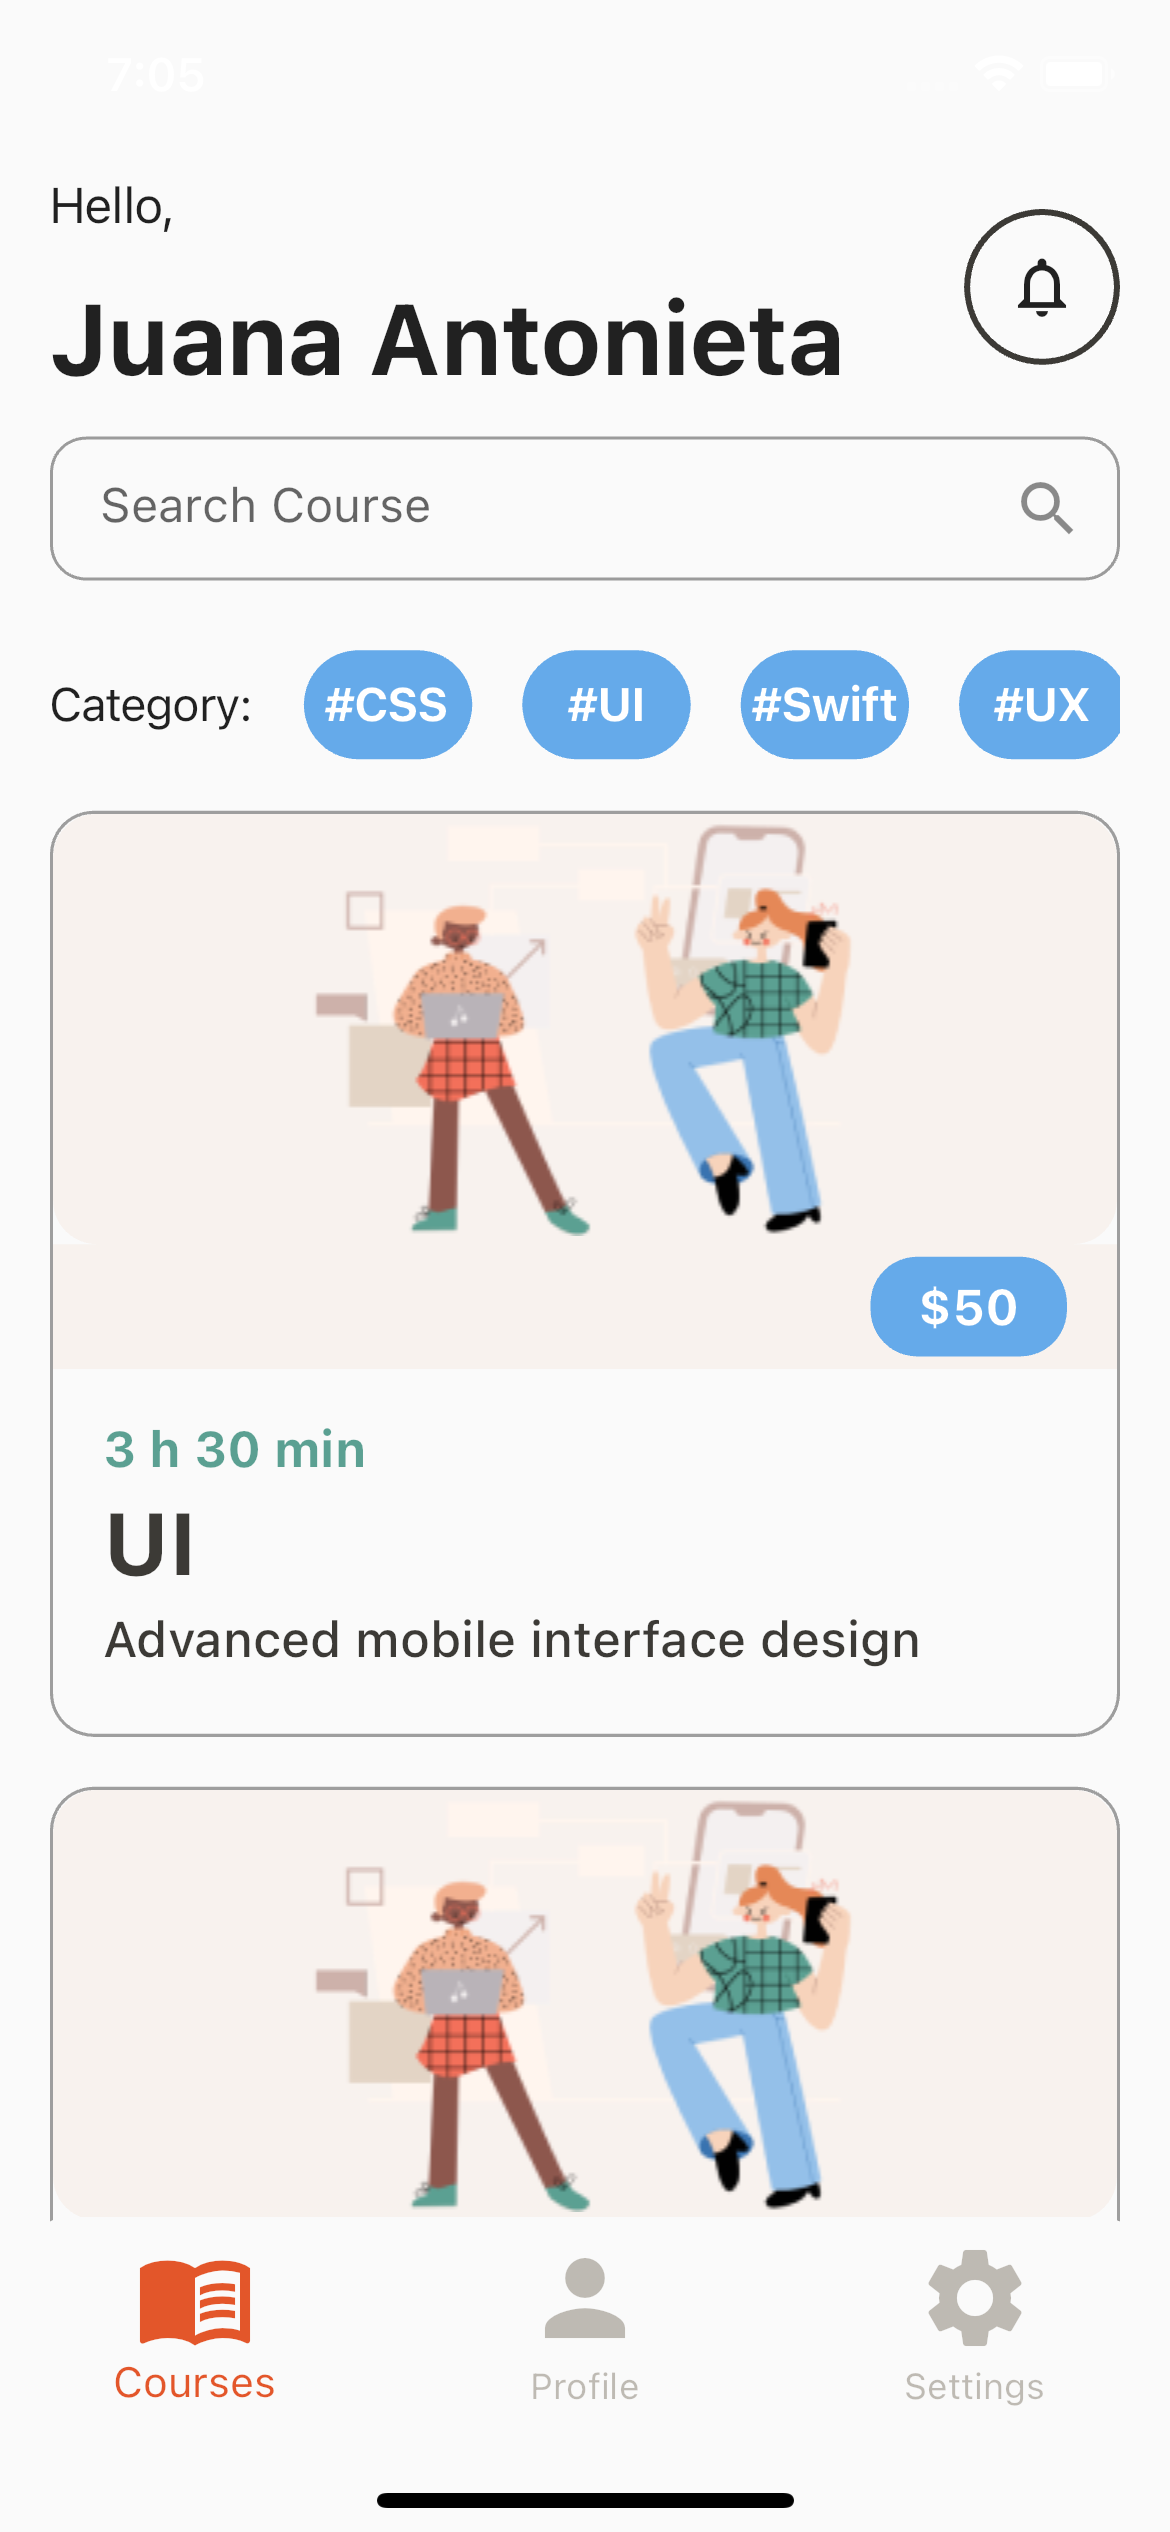 7:05
Hello,
Juana Antonieta
Search Course
Category: #CSS #UI #Swift #UX
$50
3 h 30 min
UI
Advanced mobile interface design
Courses Profile Settings